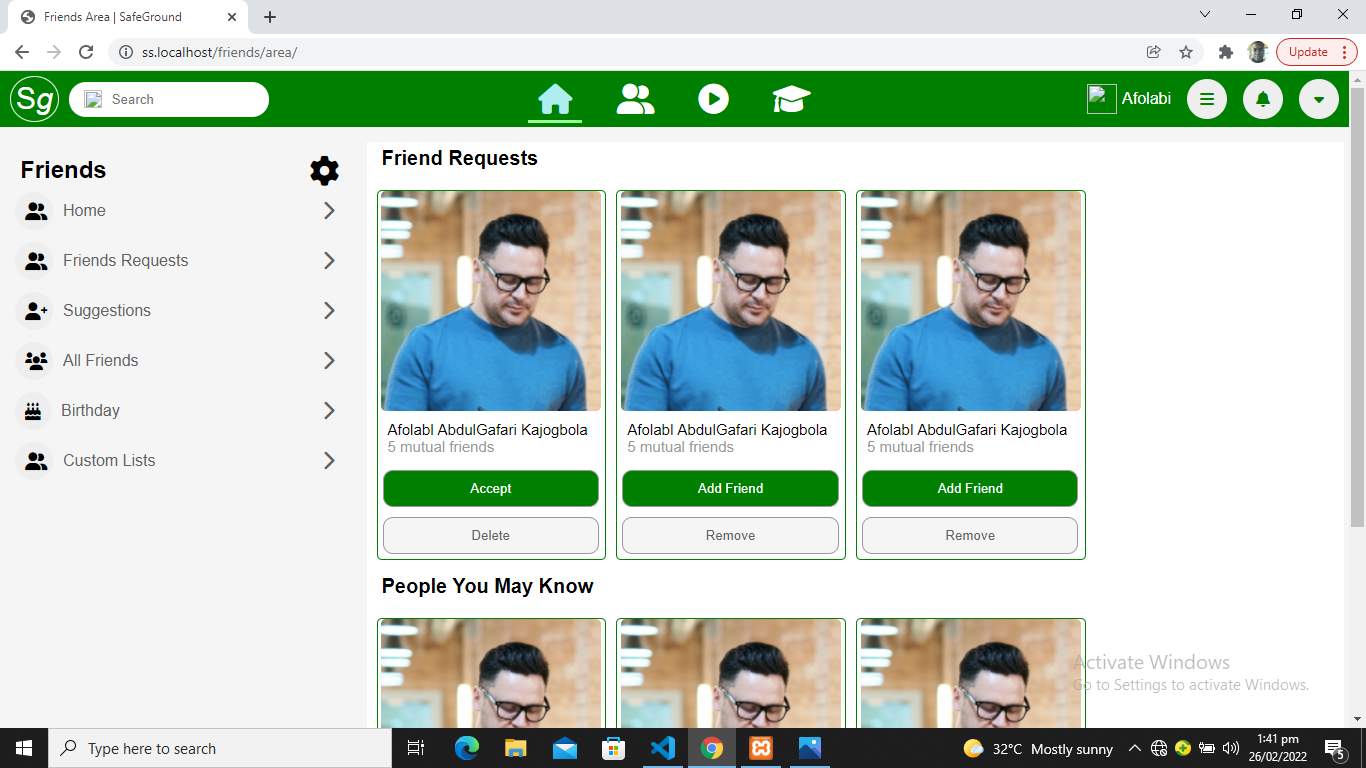 Friends Area | SafeGround
ss.localhost/friends/area/
Update
Sg
Search
Afolabi
Friends
Home
Friends Requests
Suggestions
All Friends
Birthday
Custom Lists
Friend Requests
Afolabl AbdulGafari Kajogbola
5 mutual friends
Accept
Delete
Afolabl AbdulGafari Kajogbola
5 mutual friends
Add Friend
Remove
Afolabl AbdulGafari Kajogbola
5 mutual friends
Add Friend
Remove
People You May Know
Activate Windows
Go to Settings to activate Windows.
Type here to search
32°C Mostly sunny
1:41 pm
26/02/2022
5